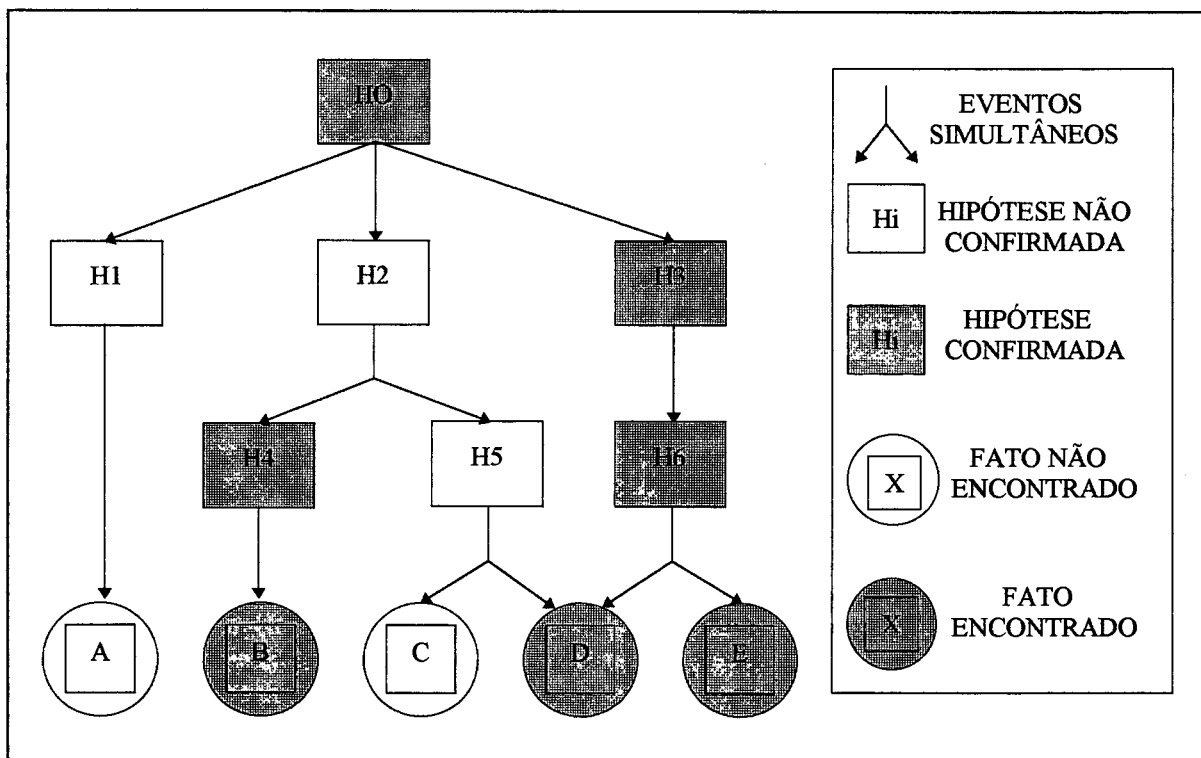 HO
H1
H2
H3
H4
H5
H6
A
B
C
D
E
EVENTOS
SIMULTÂNEOS
Hi
HIPÓTESE NÃO
CONFIRMADA
Hi
HIPÓTESE
CONFIRMADA
X
FATO NÃO
ENCONTRADO
X
FATO
ENCONTRADO